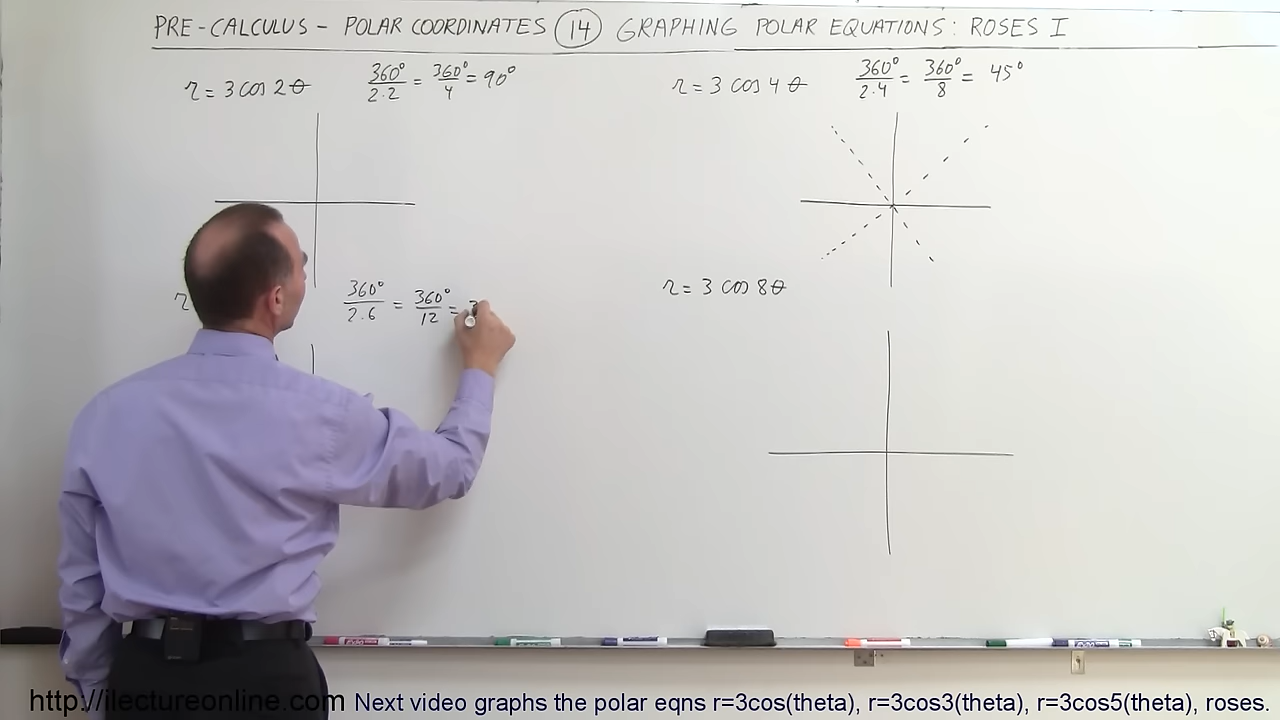 PRE-CALCULUS - POLAR COORDINATES 14 GRAPHING POLAR EQUATIONS: ROSES I
r = 3 cos 2θ
360°/2.2 = 360°/4 = 90°
r = 3 cos 4θ
360°/2.4 = 360°/8 = 45°
r
360°/2.6 = 360°/12 =
r = 3 cos 8θ
http://ilectureonline.com Next video graphs the polar eqns r=3cos(theta), r=3cos3(theta), r=3cos5(theta), roses.